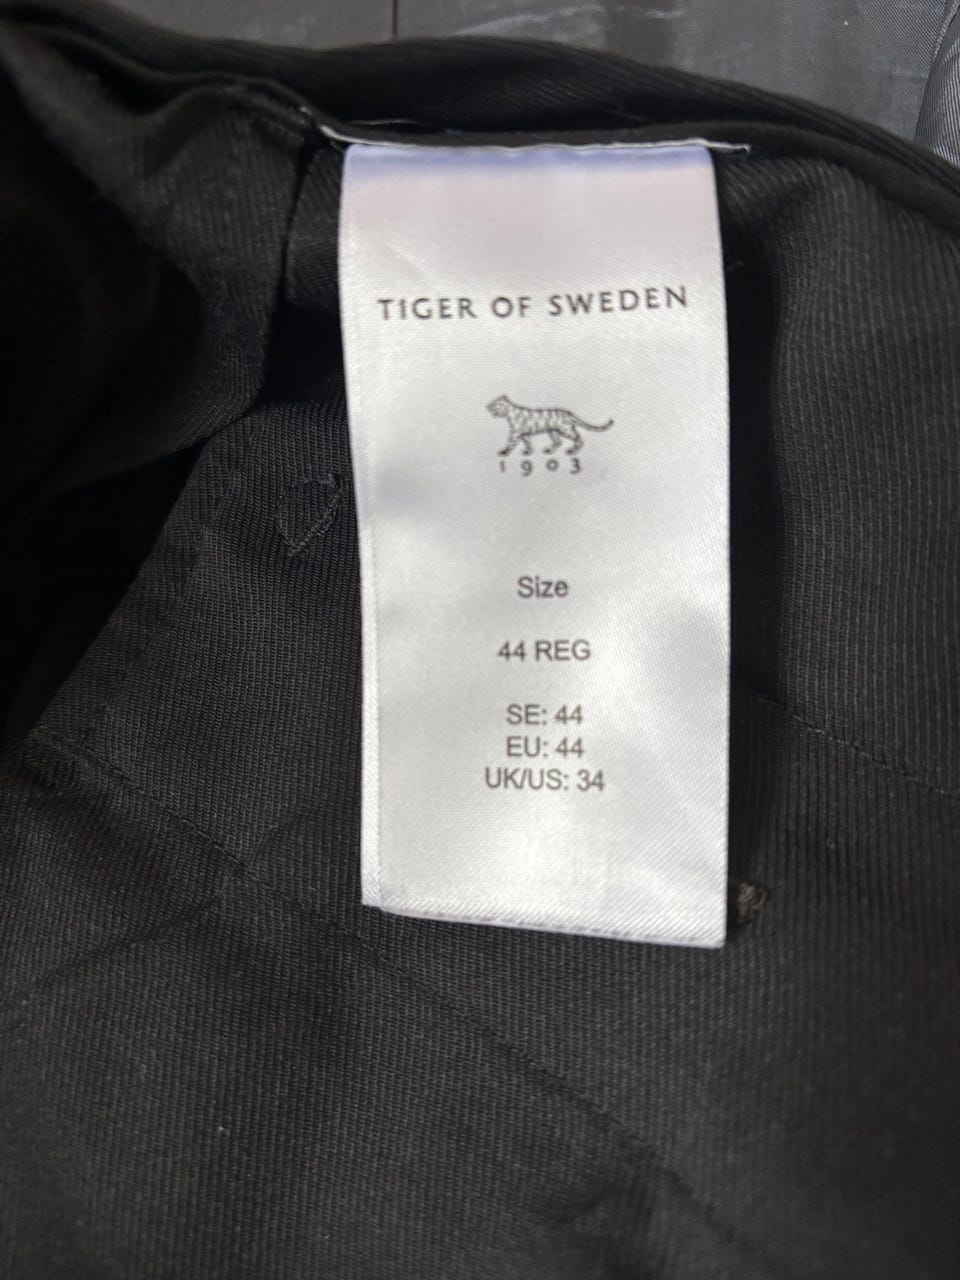 TIGER OF SWEDEN
1903
Size
44 REG
SE: 44
EU: 44
UK/US: 34